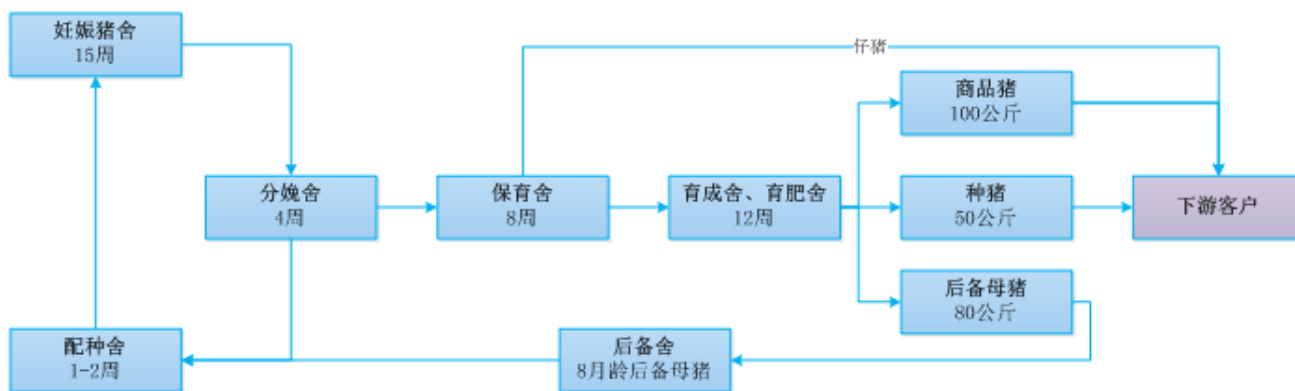 妊娠猪舍
15周
仔猪
商品猪
100公斤
分娩舍
4周
保育舍
8周
育成舍、育肥舍
12周
种猪
50公斤
下游客户
后备母猪
80公斤
配种舍
1-2周
后备舍
8月龄后备母猪